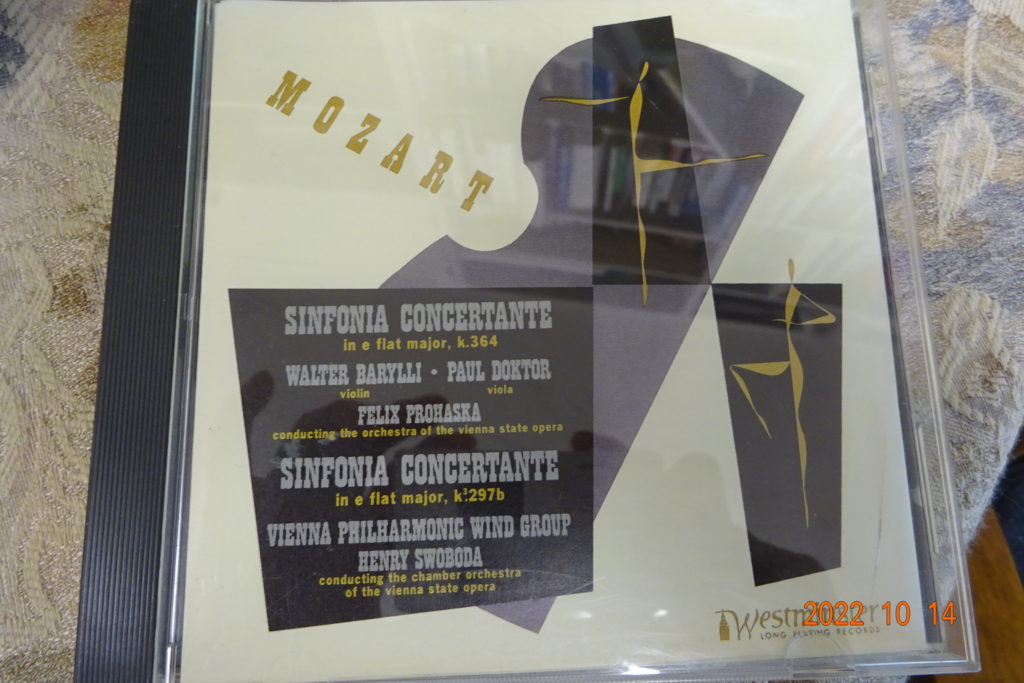 MOZART
SINFONIA CONCERTANTE
in e flat major, k.364
WALTER BARYLLI • PAUL DOKTOR
violin viola
FELIX PROHASKA
conducting the orchestra of the vienna state opera
SINFONIA CONCERTANTE
in e flat major, k³.297b
VIENNA PHILHARMONIC WIND GROUP
HENRY SWOBODA
conducting the chamber orchestra
of the vienna state opera
Westminster
LONG PLAYING RECORDS
2022 10 14